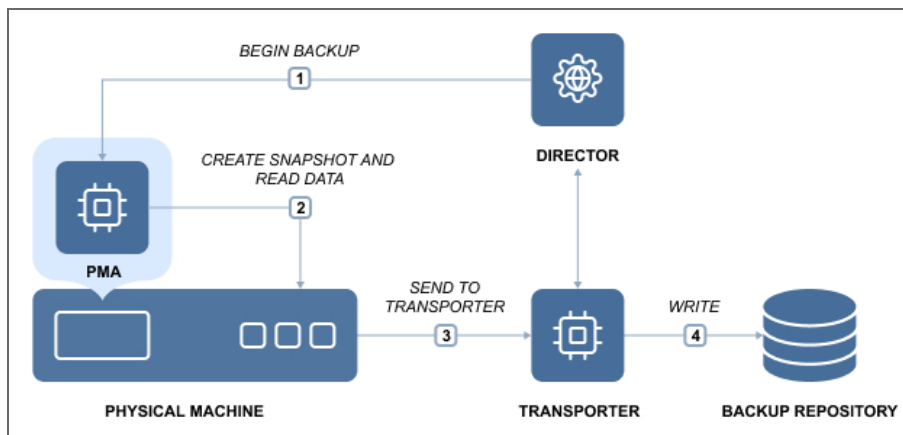 BEGIN BACKUP
1
DIRECTOR
CREATE SNAPSHOT AND
READ DATA
2
PMA
SEND TO
TRANSPORTER
3
WRITE
4
PHYSICAL MACHINE
TRANSPORTER
BACKUP REPOSITORY